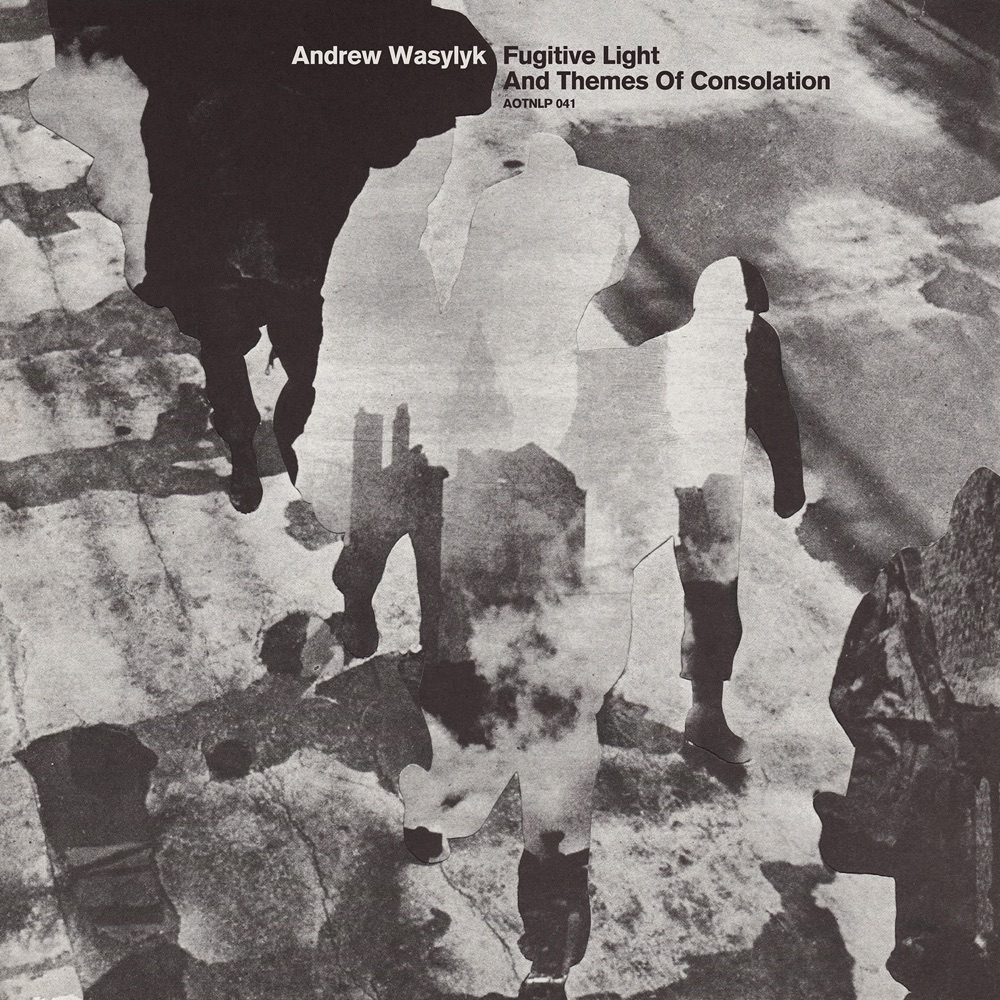 Andrew Wasylyk
Fugitive Light
And Themes Of Consolation
AOTNLP 041